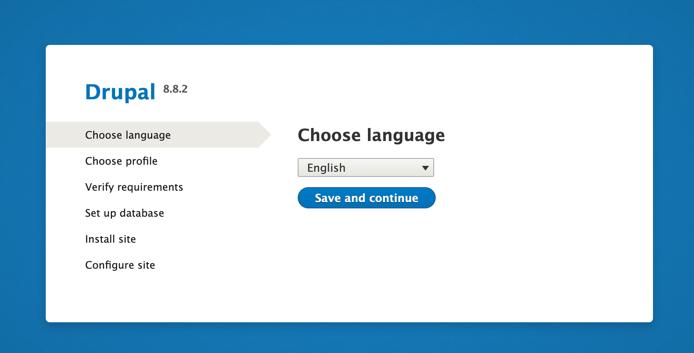 Drupal 8.8.2
Choose language
Choose profile
Verify requirements
Set up database
Install site
Configure site
Choose language
English
Save and continue